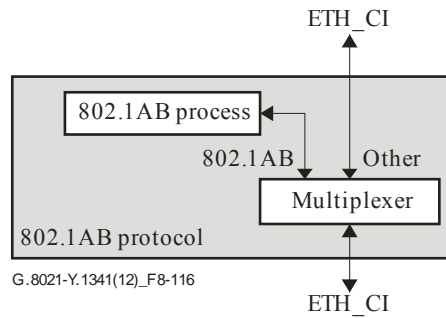 ETH_CI
802.1AB process
802.1AB
Other
Multiplexer
802.1AB protocol
G.8021-Y.1341(12)_F8-116
ETH_CI